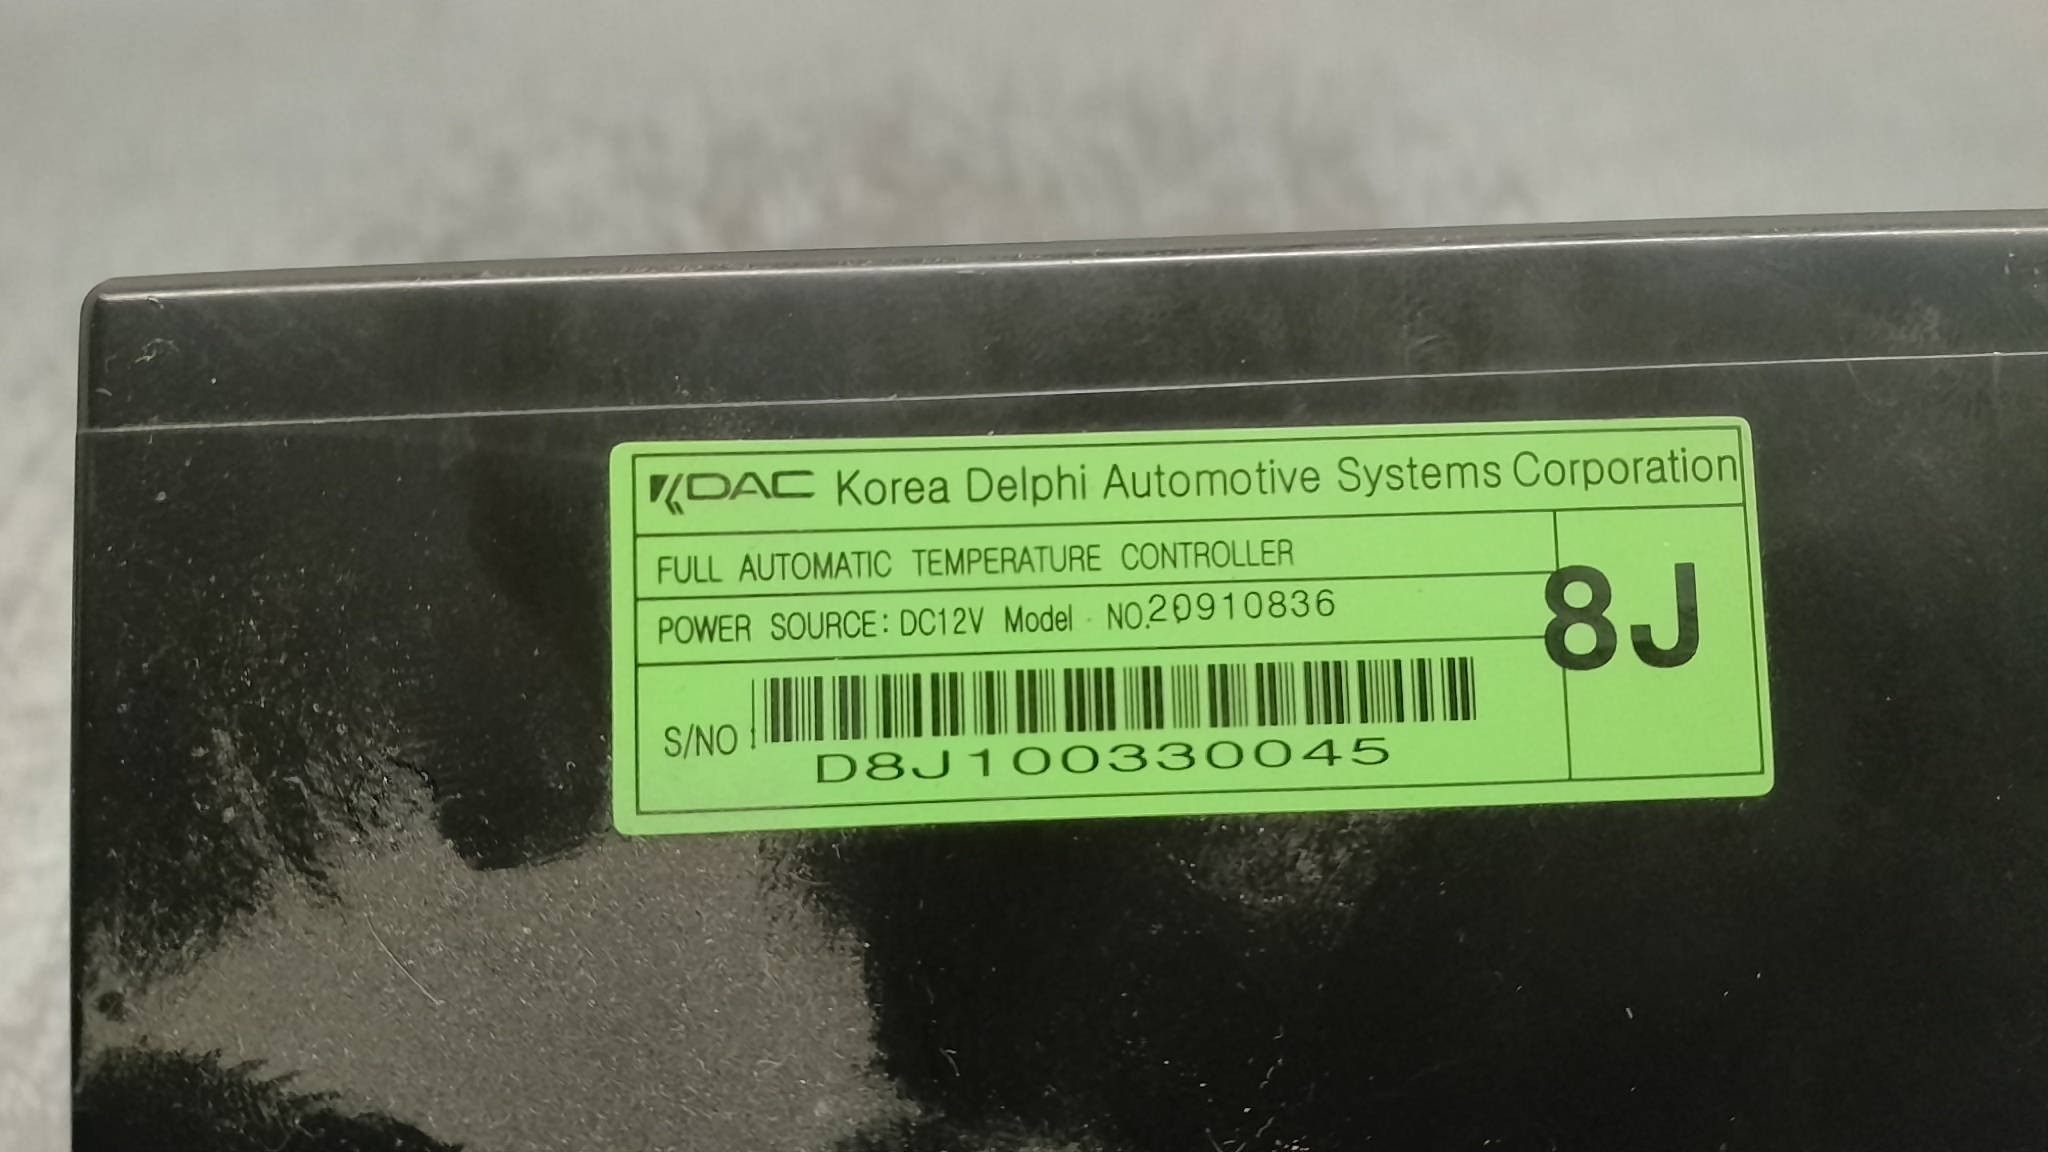 KDAC Korea Delphi Automotive Systems Corporation
FULL AUTOMATIC TEMPERATURE CONTROLLER
8J
POWER SOURCE: DC12V Model NO.20910836
S/NO :
D8J100330045